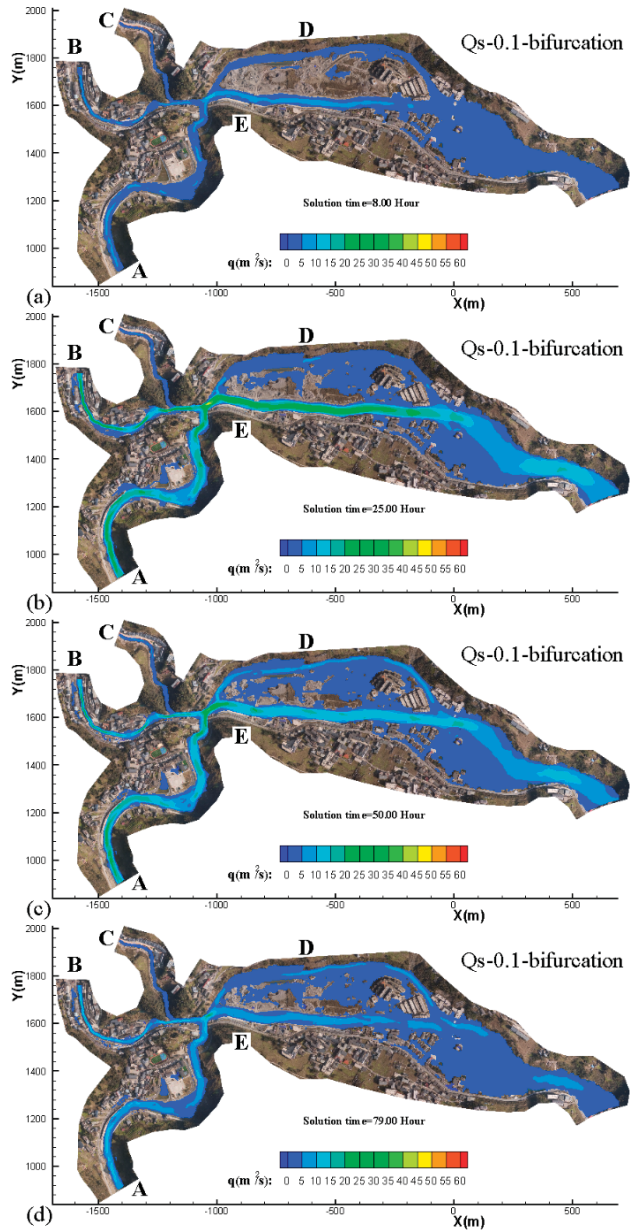 2000
C
B
D
Qs-0.1-bifurcation
Y(m)
1800
1600
E
1400
1200
Solution time=8.00 Hour
1000
A
q(m²/s): 0 5 10 15 20 25 30 35 40 45 50 55 60
(a)
-1500 -1000 -500 0 500
X(m)
2000
C
B
D
Qs-0.1-bifurcation
Y(m)
1800
1600
E
1400
1200
Solution time=25.00 Hour
1000
A
q(m²/s): 0 5 10 15 20 25 30 35 40 45 50 55 60
(b)
-1500 -1000 -500 0 500
X(m)
2000
C
B
D
Qs-0.1-bifurcation
Y(m)
1800
1600
E
1400
1200
Solution time=50.00 Hour
1000
A
q(m²/s): 0 5 10 15 20 25 30 35 40 45 50 55 60
(c)
-1500 -1000 -500 0 500
X(m)
2000
C
B
D
Qs-0.1-bifurcation
Y(m)
1800
1600
E
1400
1200
Solution time=79.00 Hour
1000
A
q(m²/s): 0 5 10 15 20 25 30 35 40 45 50 55 60
(d)
-1500 -1000 -500 0 500
X(m)